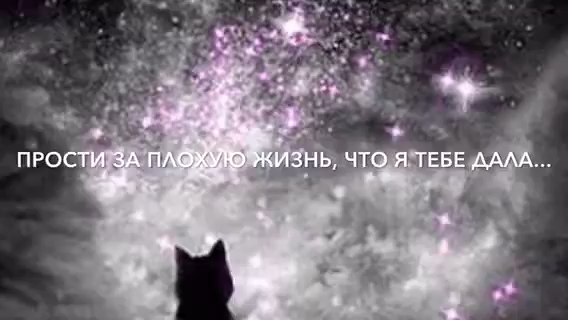 ПРОСТИ ЗА ПЛОХУЮ ЖИЗНЬ, ЧТО Я ТЕБЕ ДАЛА...